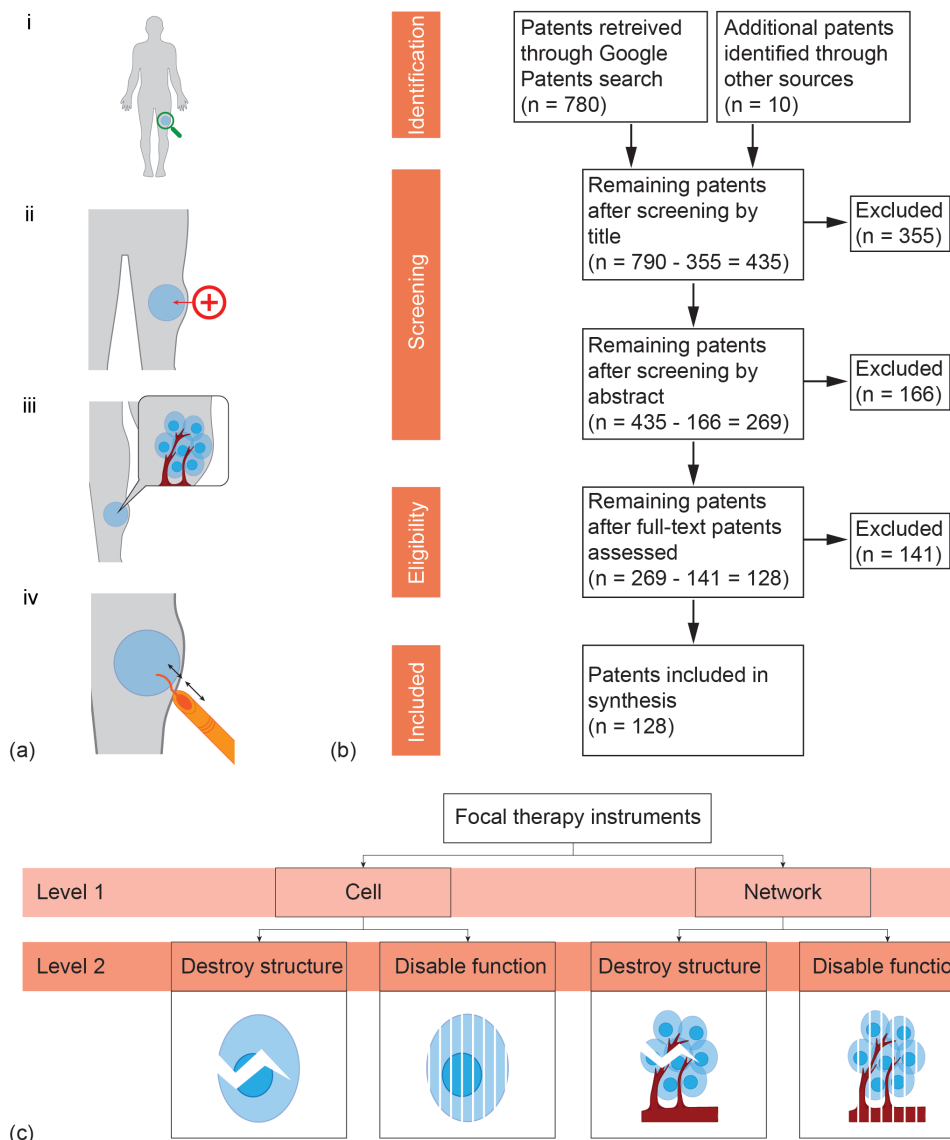 i
ii
iii
iv
(a)
Identification
Patents retreived
through Google
Patents search
(n = 780)
Additional patents
identified through
other sources
(n = 10)
Screening
Remaining patents
after screening by
title
(n = 790 - 355 = 435)
Excluded
(n = 355)
Remaining patents
after screening by
abstract
(n = 435 - 166 = 269)
Excluded
(n = 166)
Eligibility
Remaining patents
after full-text patents
assessed
(n = 269 - 141 = 128)
Excluded
(n = 141)
Included
Patents included in
synthesis
(n = 128)
(b)
Focal therapy instruments
Level 1
Cell
Network
Level 2
Destroy structure
Disable function
Destroy structure
Disable functio
(c)